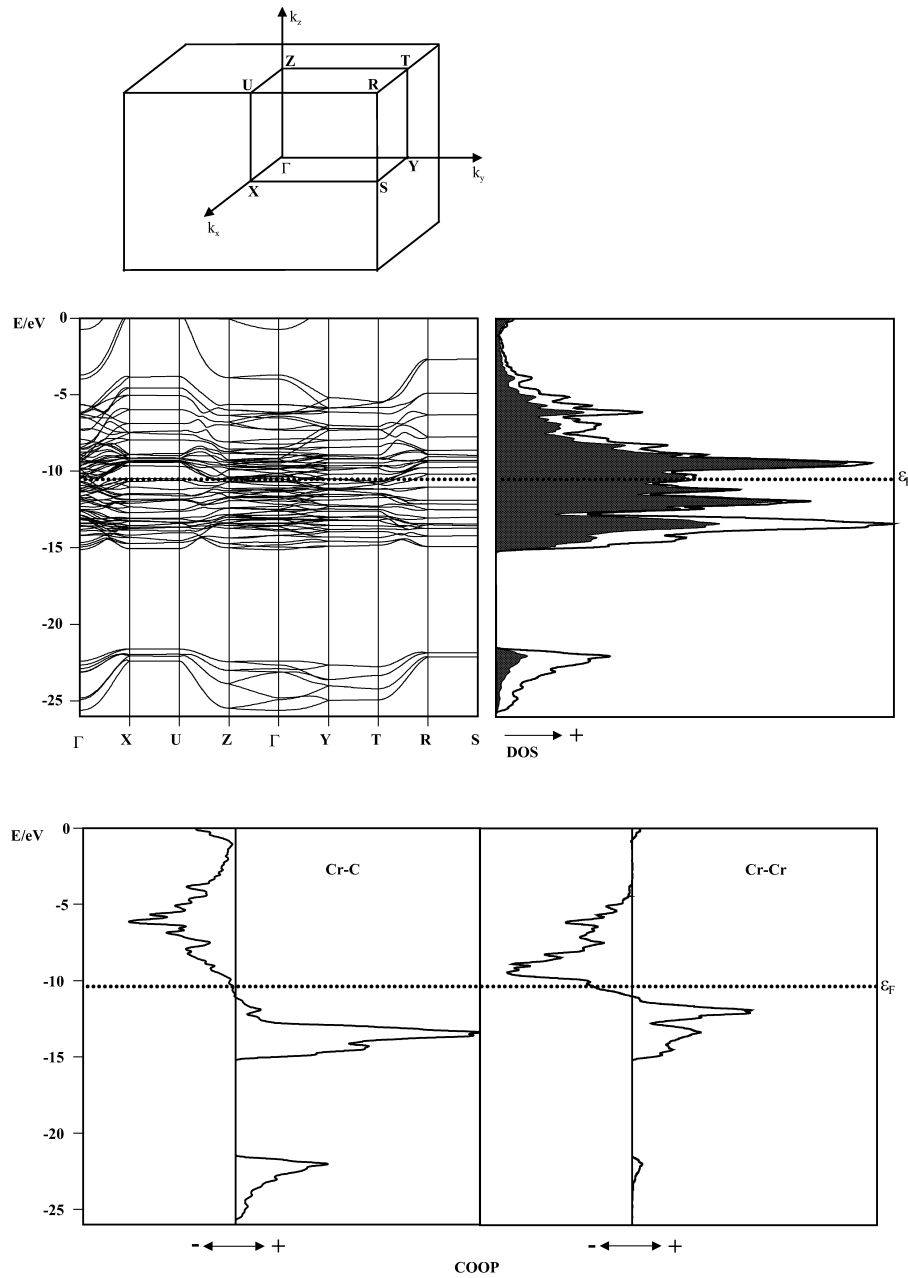 k_z
Z
T
U
R
Γ
Y
X
S
k_y
k_x
E/eV
0
-5
-10
-15
-20
-25
Γ X U Z Γ Y T R S
DOS
+
E/eV
0
-5
-10
-15
-20
-25
Cr-C
Cr-Cr
ε_F
- + - +
COOP